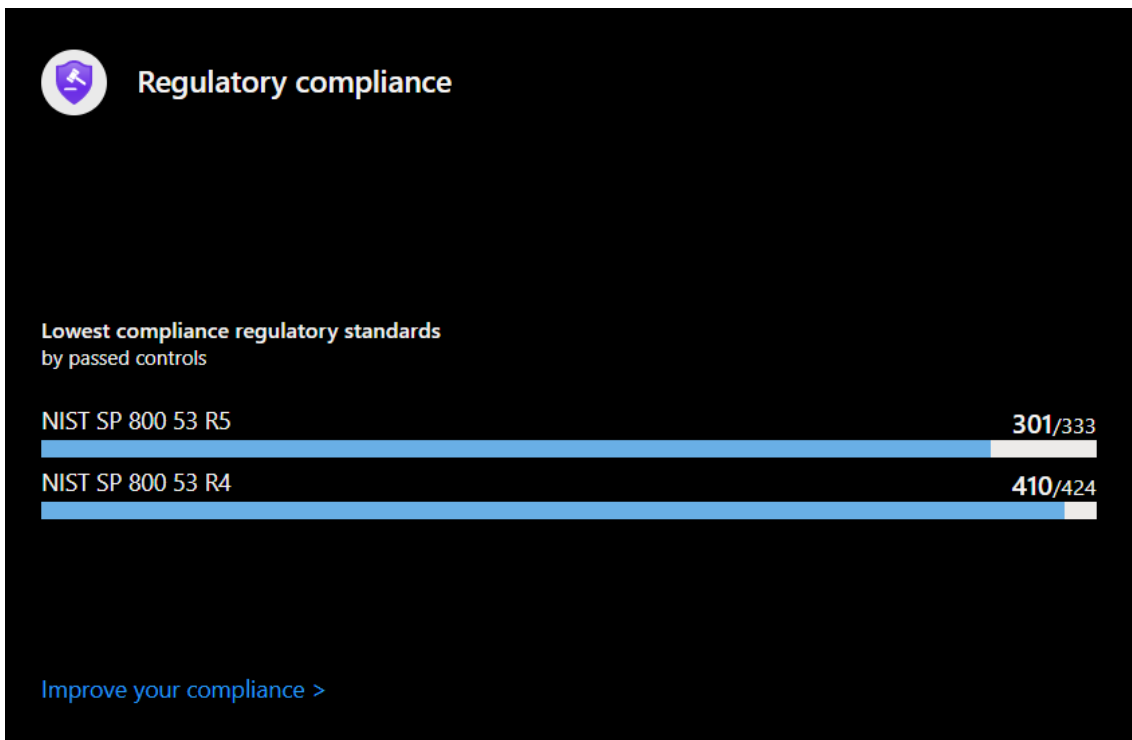 Regulatory compliance
Lowest compliance regulatory standards
by passed controls
NIST SP 800 53 R5 301/333
NIST SP 800 53 R4 410/424
Improve your compliance >